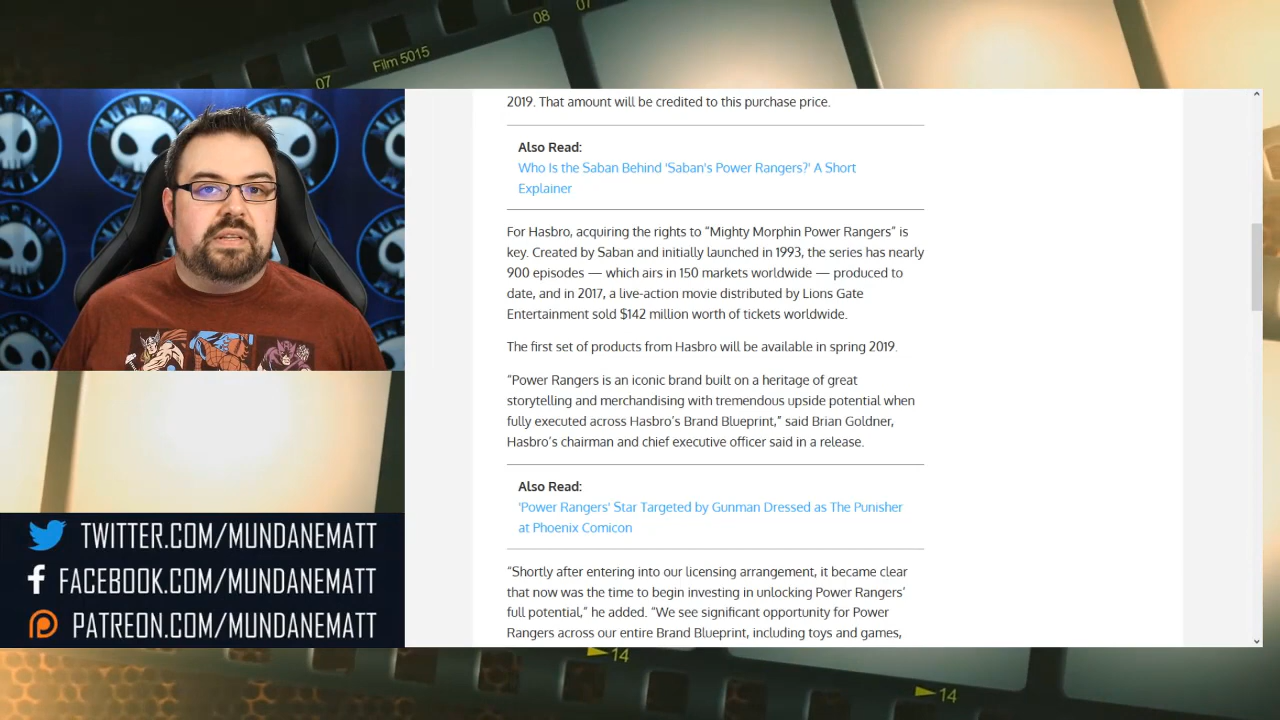 08
07
Film 5015
07
MUNDANE
MATT
2019. That amount will be credited to this purchase price.
Also Read:
Who Is the Saban Behind 'Saban's Power Rangers?' A Short
Explainer
For Hasbro, acquiring the rights to “Mighty Morphin Power Rangers” is
key. Created by Saban and initially launched in 1993, the series has nearly
900 episodes — which airs in 150 markets worldwide — produced to
date, and in 2017, a live-action movie distributed by Lions Gate
Entertainment sold $142 million worth of tickets worldwide.
The first set of products from Hasbro will be available in spring 2019.
“Power Rangers is an iconic brand built on a heritage of great
storytelling and merchandising with tremendous upside potential when
fully executed across Hasbro’s Brand Blueprint,” said Brian Goldner,
Hasbro’s chairman and chief executive officer said in a release.
Also Read:
'Power Rangers' Star Targeted by Gunman Dressed as The Punisher
at Phoenix Comicon
“Shortly after entering into our licensing arrangement, it became clear
that now was the time to begin investing in unlocking Power Rangers’
full potential,” he added. “We see significant opportunity for Power
Rangers across our entire Brand Blueprint, including toys and games,
TWITTER.COM/MUNDANEMATT
FACEBOOK.COM/MUNDANEMATT
PATREON.COM/MUNDANEMATT
14
14